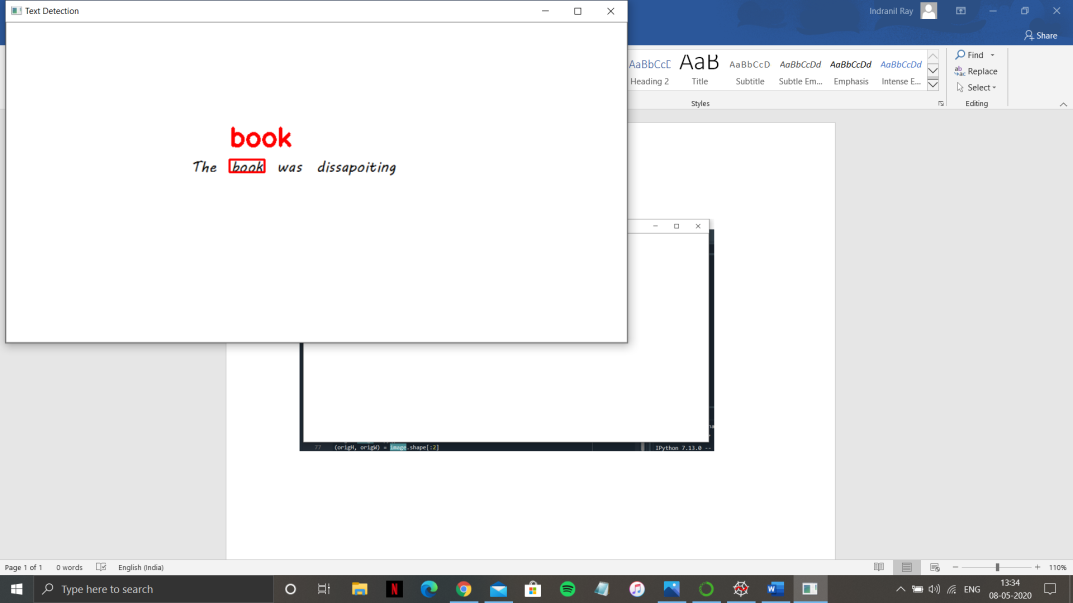 Text Detection
Indranil Ray
Share
AaBbCcE AaB AaBbCcD AaBbCcDd AaBbCcDd AaBbCcDd
Heading 2 Title Subtitle Subtle Em... Emphasis Intense E...
Styles
Find
Replace
Select
Editing
book
The book was dissapoiting
77 (origH, origW) = image.shape[:2]
IPython 7.13.0
Page 1 of 1 0 words English (India) 110%
Type here to search
ENG
13:34
08-05-2020